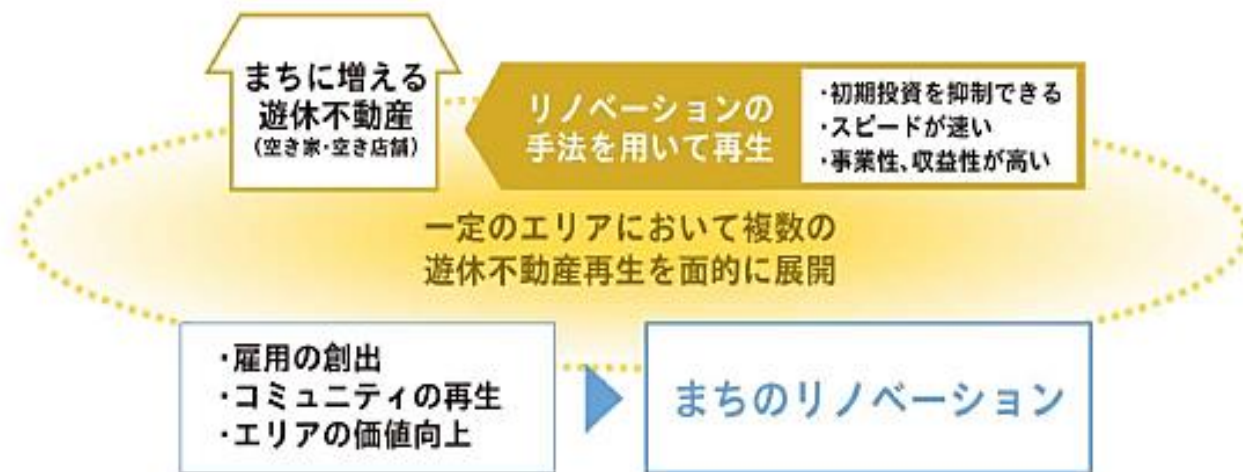 まちに増える
遊休不動産
（空き家・空き店舗）
リノベーションの
手法を用いて再生
・初期投資を抑制できる
・スピードが速い
・事業性、収益性が高い
一定のエリアにおいて複数の
遊休不動産再生を面的に展開
・雇用の創出
・コミュニティの再生
・エリアの価値向上
まちのリノベーション